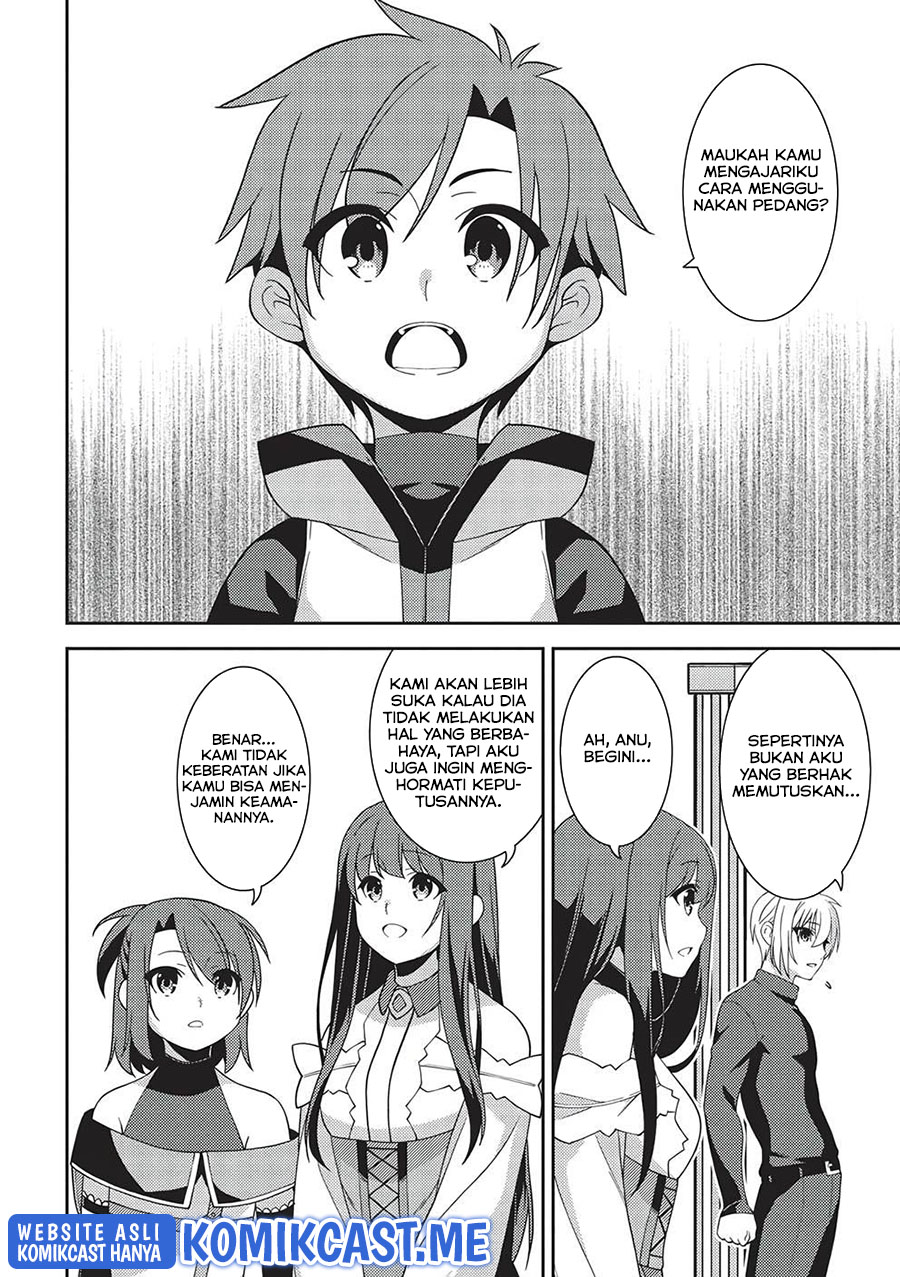 MAUKAH KAMU
MENGAJARIKU
CARA MENGGU-
NAKAN PEDANG?
SEPERTINYA
BUKAN AKU
YANG BERHAK
MEMUTUSKAN...
AH, ANU,
BEGINI...
KAMI AKAN LEBIH
SUKA KALAU DIA
TIDAK MELAKUKAN
HAL YANG BERBA-
HAYA, TAPI AKU
JUGA INGIN MENG-
HORMATI KEPU-
TUSANNYA.
BENAR...
KAMI TIDAK
KEBERATAN JIKA
KAMU BISA MEN-
JAMIN KEAMA-
NANNYA.
WEBSITE ASLI
KOMIKCAST HANYA
KOMIKCAST.ME